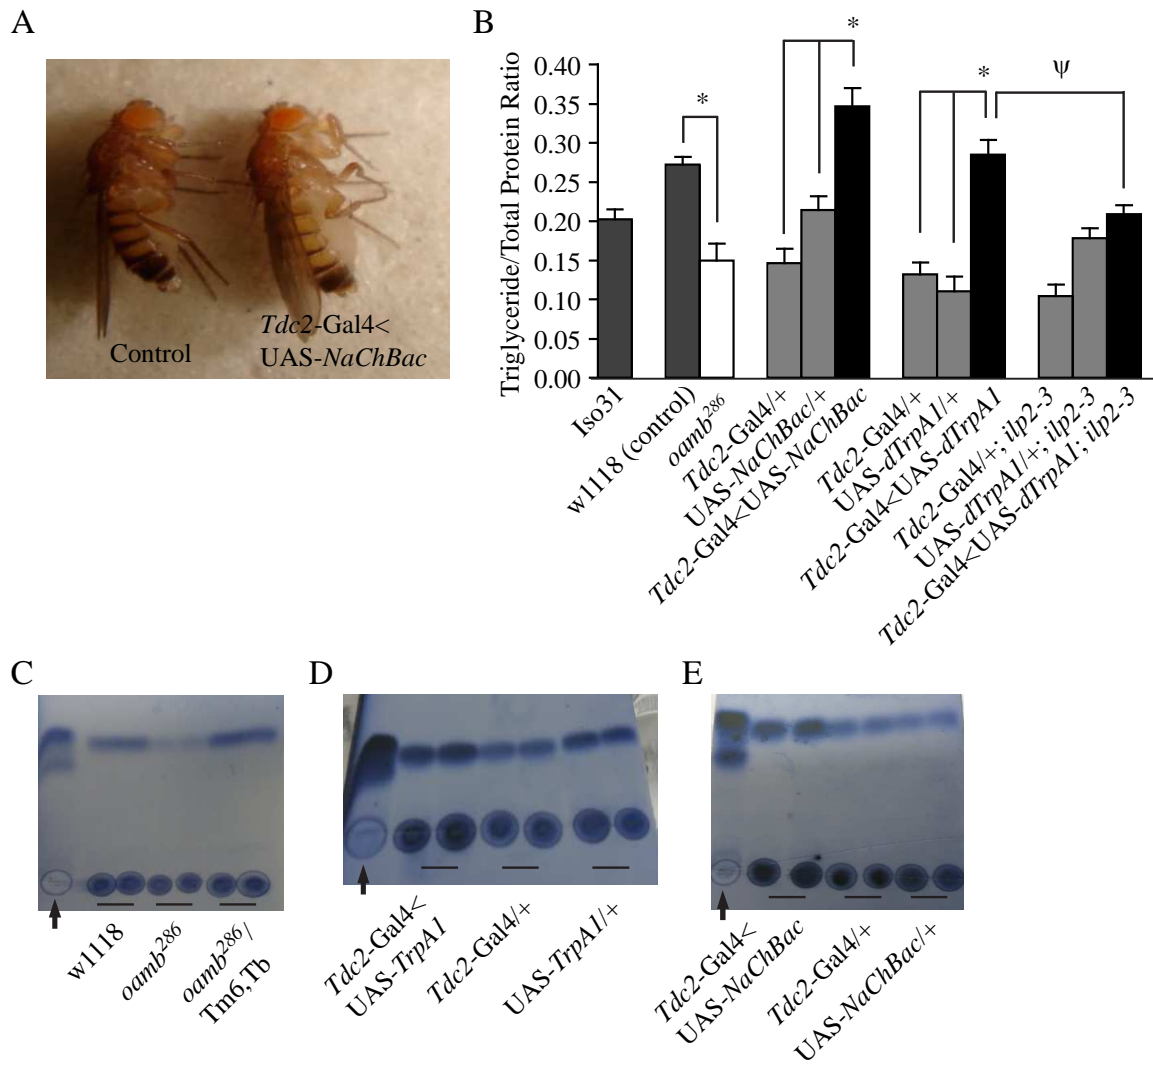 A
Control
Tdc2-Gal4<
UAS-NaChBac
B
Triglyceride/Total Protein Ratio
0.40
0.35
0.30
0.25
0.20
0.15
0.10
0.05
0.00
*
*
*
ψ
Iso31
w1118 (control)
oamb286
Tdc2-Gal4/+
UAS-NaChBac/+
Tdc2-Gal4<UAS-NaChBac
Tdc2-Gal4/+
UAS-dTrpA1/+
Tdc2-Gal4<UAS-dTrpA1
Tdc2-Gal4/+; ilp2-3
UAS-dTrpA1/+; ilp2-3
Tdc2-Gal4<UAS-dTrpA1; ilp2-3
C
w1118
oamb286
oamb286/
Tm6,Tb
D
Tdc2-Gal4<
UAS-TrpA1
Tdc2-Gal4/+
UAS-TrpA1/+
E
Tdc2-Gal4<
UAS-NaChBac
Tdc2-Gal4/+
UAS-NaChBac/+